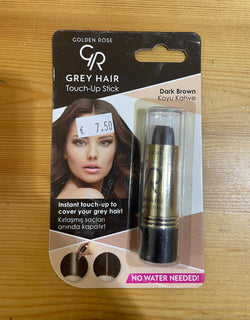 GOLDEN ROSE
GR
GREY HAIR
Touch-Up Stick
Dark Brown
Koyu Kahve
€ 7.50
Instant touch-up to
cover your grey hair!
Kırlaşmış saçları
anında kapatır!
NO WATER NEEDED!